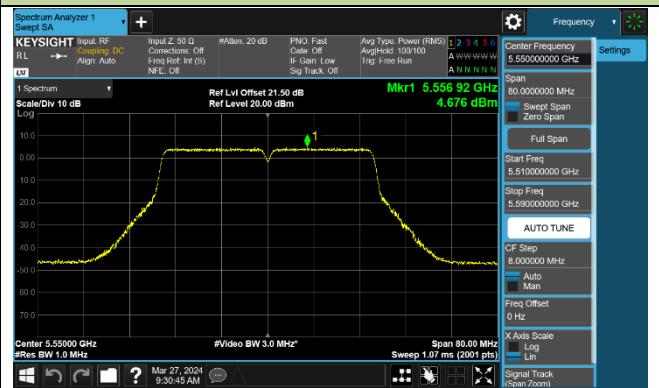 Spectrum Analyzer 1
Swept SA
Frequency
KEYSIGHT
Input: RF
Coupling: DC
Align: Auto
Input Z: 50 Ω
Corrections: Off
Freq Ref: Int (S)
NFE: Off
#Atten: 20 dB
PNO: Fast
Gate: Off
IF Gain: Low
Sig Track: Off
Avg Type: Power (RMS)
Avg|Hold: 100/100
Trig: Free Run
1 2 3 4 5 6
A W W W W W
A N N N N N
RL
LXI
Center Frequency
5.550000000 GHz
Settings
1 Spectrum
Scale/Div 10 dB
Log
Ref Lvl Offset 21.50 dB
Ref Level 20.00 dBm
Mkr1 5.556 92 GHz
4.676 dBm
Span
80.0000000 MHz
Swept Span
Zero Span
Full Span
Start Freq
5.510000000 GHz
Stop Freq
5.590000000 GHz
AUTO TUNE
CF Step
8.000000 MHz
Auto
Man
Freq Offset
0 Hz
X Axis Scale
Log
Lin
Signal Track
(Span Zoom)
1
10.0
0.00
-10.0
-20.0
-30.0
-40.0
-50.0
-60.0
-70.0
Center 5.55000 GHz
#Res BW 1.0 MHz
#Video BW 3.0 MHz*
Span 80.00 MHz
Sweep 1.07 ms (2001 pts)
?
Mar 27, 2024
9:30:45 AM